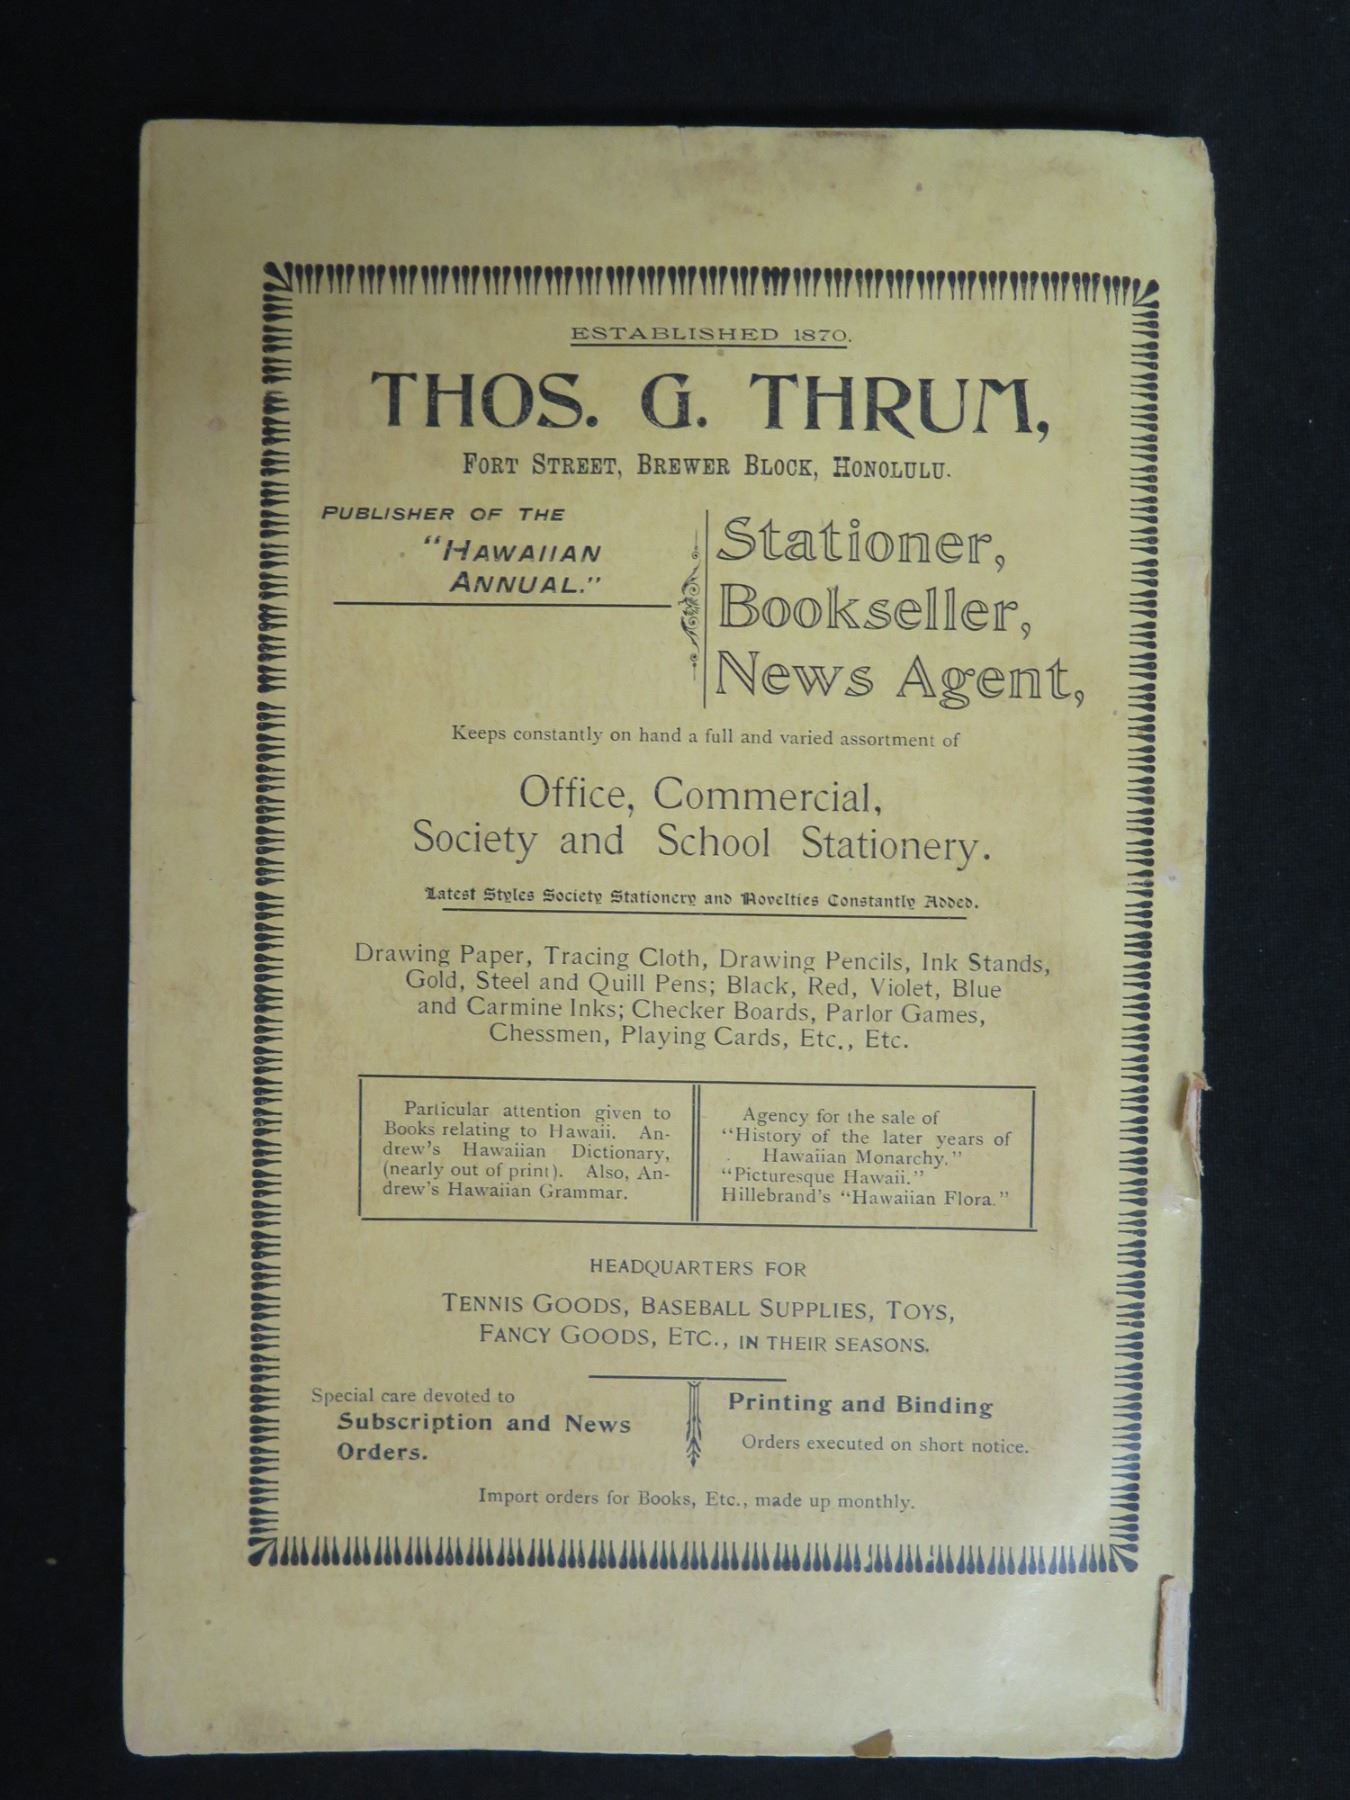 ESTABLISHED 1870.
THOS. G. THRUM,
FORT STREET, BREWER BLOCK, HONOLULU.
PUBLISHER OF THE
"HAWAIIAN
ANNUAL."
Stationer,
Bookseller,
News Agent,
Keeps constantly on hand a full and varied assortment of
Office, Commercial,
Society and School Stationery.
Latest Styles Society Stationery and Novelties Constantly Added.
Drawing Paper, Tracing Cloth, Drawing Pencils, Ink Stands,
Gold, Steel and Quill Pens; Black, Red, Violet, Blue
and Carmine Inks; Checker Boards, Parlor Games,
Chessmen, Playing Cards, Etc., Etc.
Particular attention given to
Books relating to Hawaii. An-
drew's Hawaiian Dictionary,
(nearly out of print). Also, An-
drew's Hawaiian Grammar.
Agency for the sale of
"History of the later years of
Hawaiian Monarchy."
"Picturesque Hawaii."
Hillebrand's "Hawaiian Flora."
HEADQUARTERS FOR
TENNIS GOODS, BASEBALL SUPPLIES, TOYS,
FANCY GOODS, ETC., IN THEIR SEASONS.
Special care devoted to
Subscription and News
Orders.
Printing and Binding
Orders executed on short notice.
Import orders for Books, Etc., made up monthly.